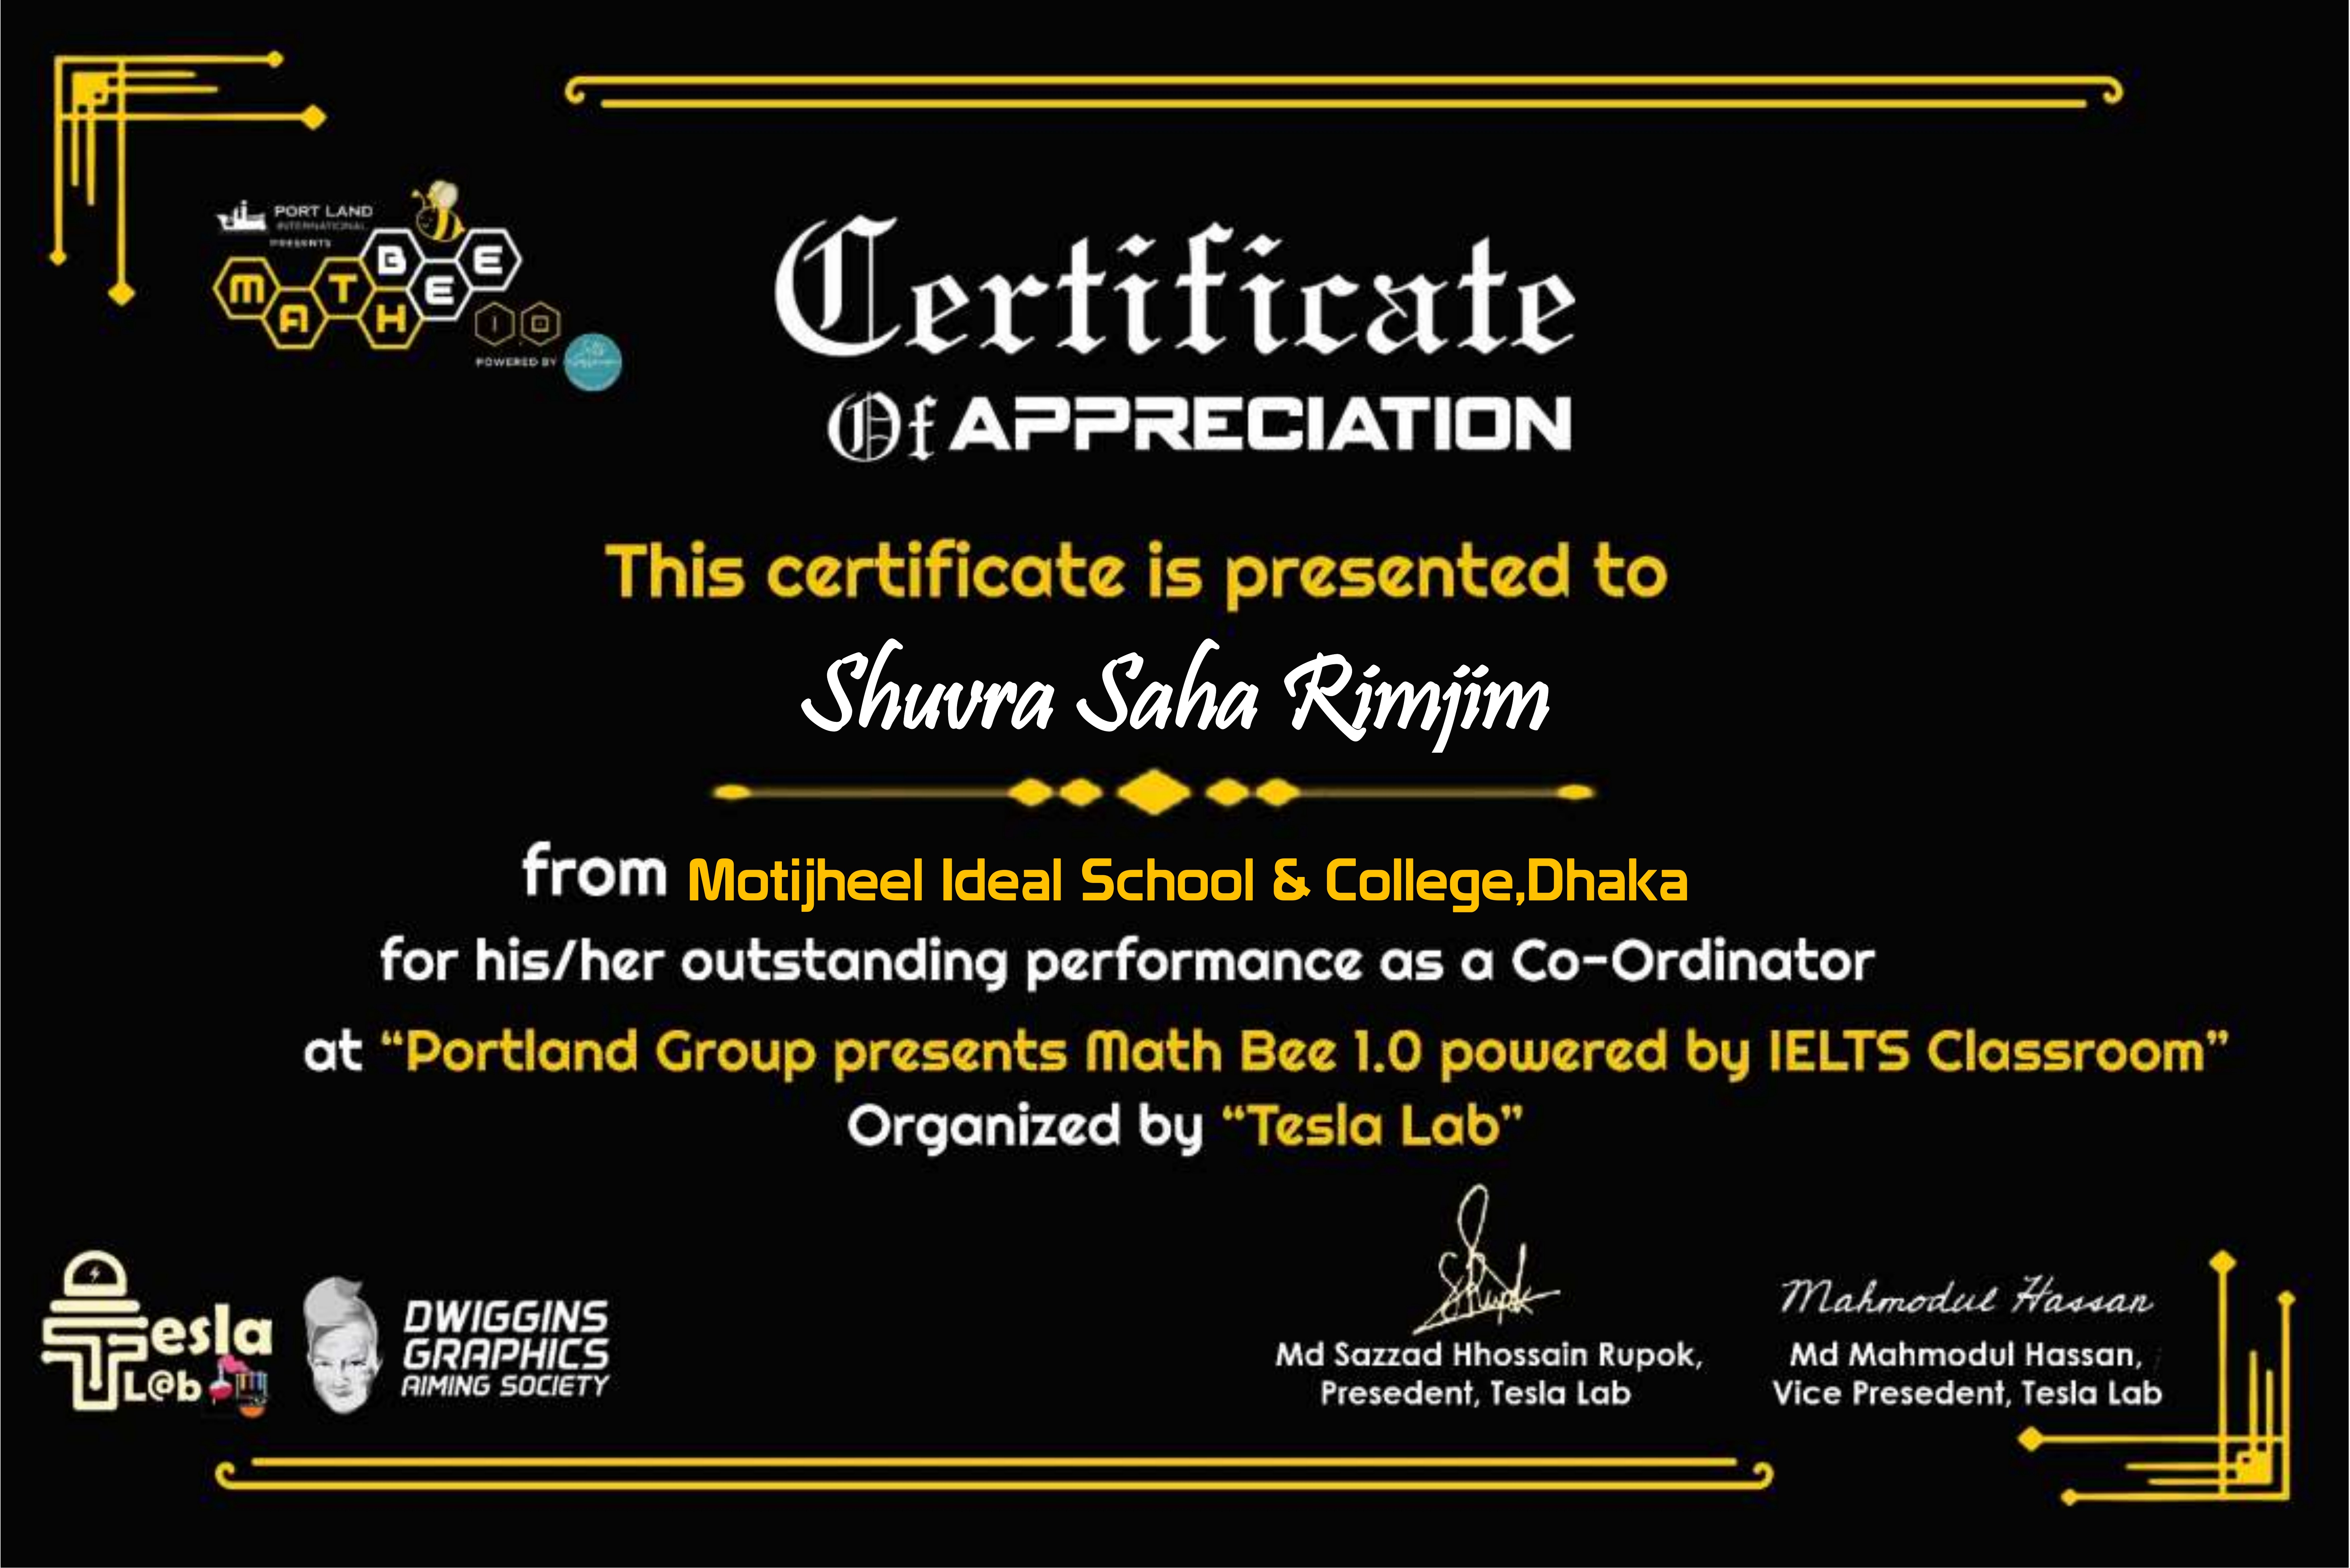 PORT LAND
INTERNATIONAL
PRESENTS
MATH BEE
1.0
POWERED BY
Certificate
Of APPRECIATION
This certificate is presented to
Shuvra Saha Rimjim
from Motijheel Ideal School & College,Dhaka
for his/her outstanding performance as a Co-Ordinator
at “Portland Group presents Math Bee 1.0 powered by IELTS Classroom”
Organized by “Tesla Lab”
Tesla
L@b
DWIGGINS
GRAPHICS
AIMING SOCIETY
Mahmodul Hassan
Md Sazzad Hhossain Rupok,
Presedent, Tesla Lab
Md Mahmodul Hassan,
Vice Presedent, Tesla Lab